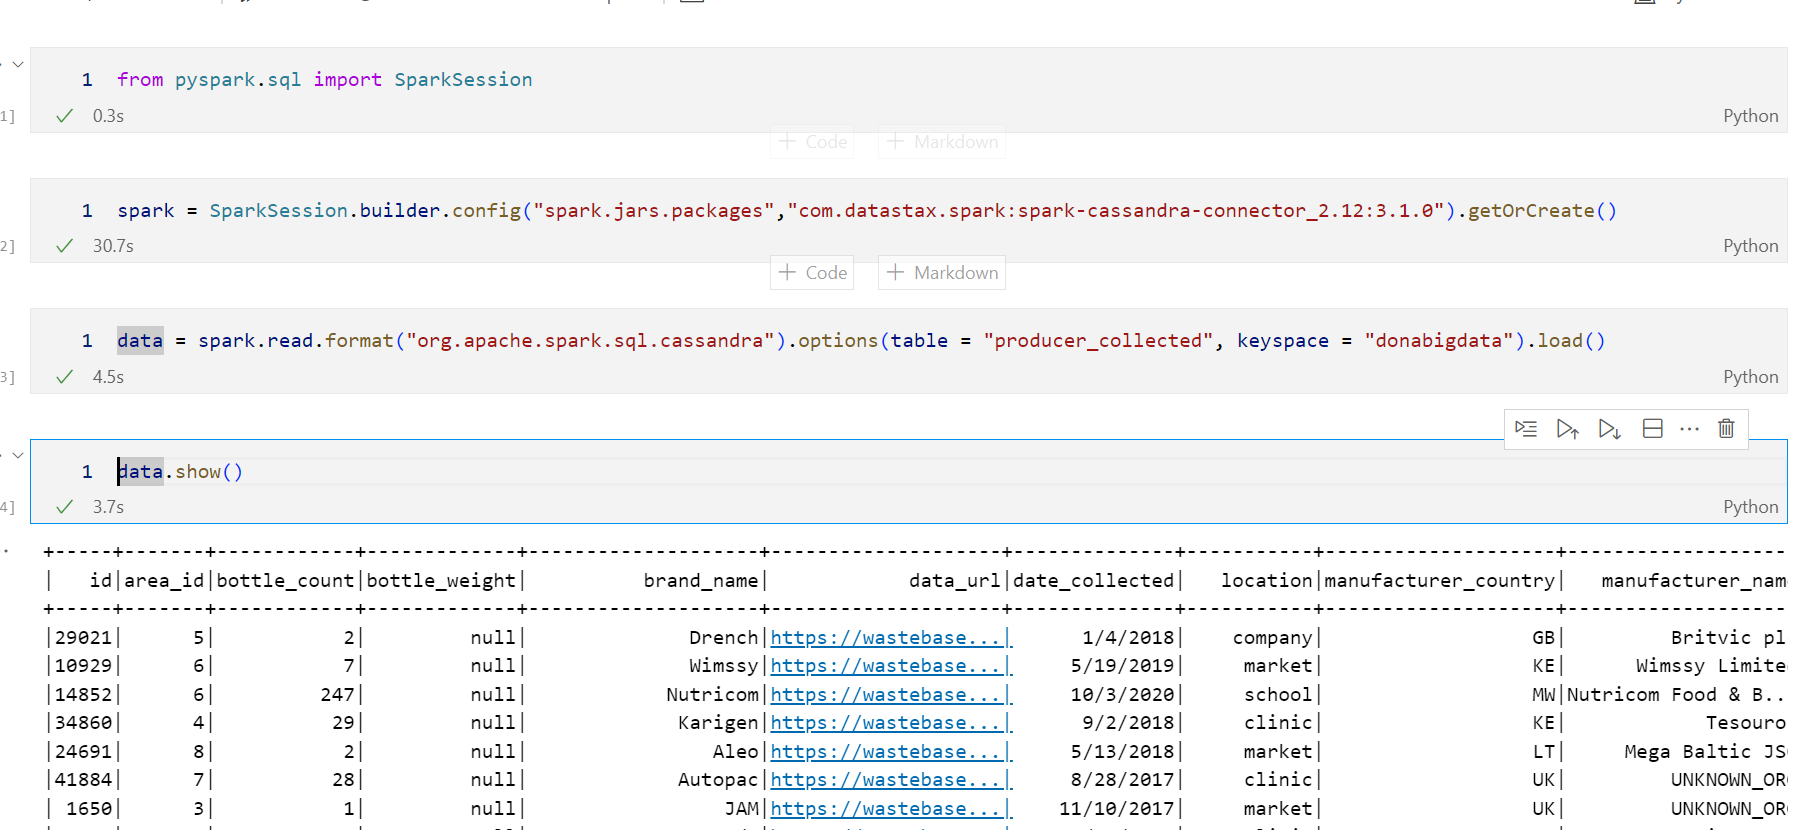 1 from pyspark.sql import SparkSession
1] 0.3s Python
+ Code + Markdown
1 spark = SparkSession.builder.config("spark.jars.packages","com.datastax.spark:spark-cassandra-connector_2.12:3.1.0").getOrCreate()
2] 30.7s Python
+ Code + Markdown
1 data = spark.read.format("org.apache.spark.sql.cassandra").options(table = "producer_collected", keyspace = "donabigdata").load()
3] 4.5s Python
1 data.show()
4] 3.7s Python
+-----+-------+------------+-------------+--------------------+--------------------+--------------+-----------+--------------------+-------------------
|   id|area_id|bottle_count|bottle_weight|          brand_name|            data_url|date_collected|   location|manufacturer_country|   manufacturer_nam
+-----+-------+------------+-------------+--------------------+--------------------+--------------+-----------+--------------------+-------------------
|29021|      5|           2|         null|              Drench|https://wastebase...|      1/4/2018|    company|                  GB|         Britvic pl
|10929|      6|           7|         null|              Wimssy|https://wastebase...|     5/19/2019|     market|                  KE|      Wimssy Limite
|14852|      6|         247|         null|            Nutricom|https://wastebase...|     10/3/2020|     school|                  MW|Nutricom Food & B..
|34860|      4|          29|         null|             Karigen|https://wastebase...|      9/2/2018|     clinic|                  KE|            Tesouro
|24691|      8|           2|         null|                Aleo|https://wastebase...|     5/13/2018|     market|                  LT|     Mega Baltic JS
|41884|      7|          28|         null|             Autopac|https://wastebase...|     8/28/2017|     clinic|                  UK|         UNKNOWN_OR
| 1650|      3|           1|         null|                 JAM|https://wastebase...|    11/10/2017|     market|                  UK|         UNKNOWN_OR